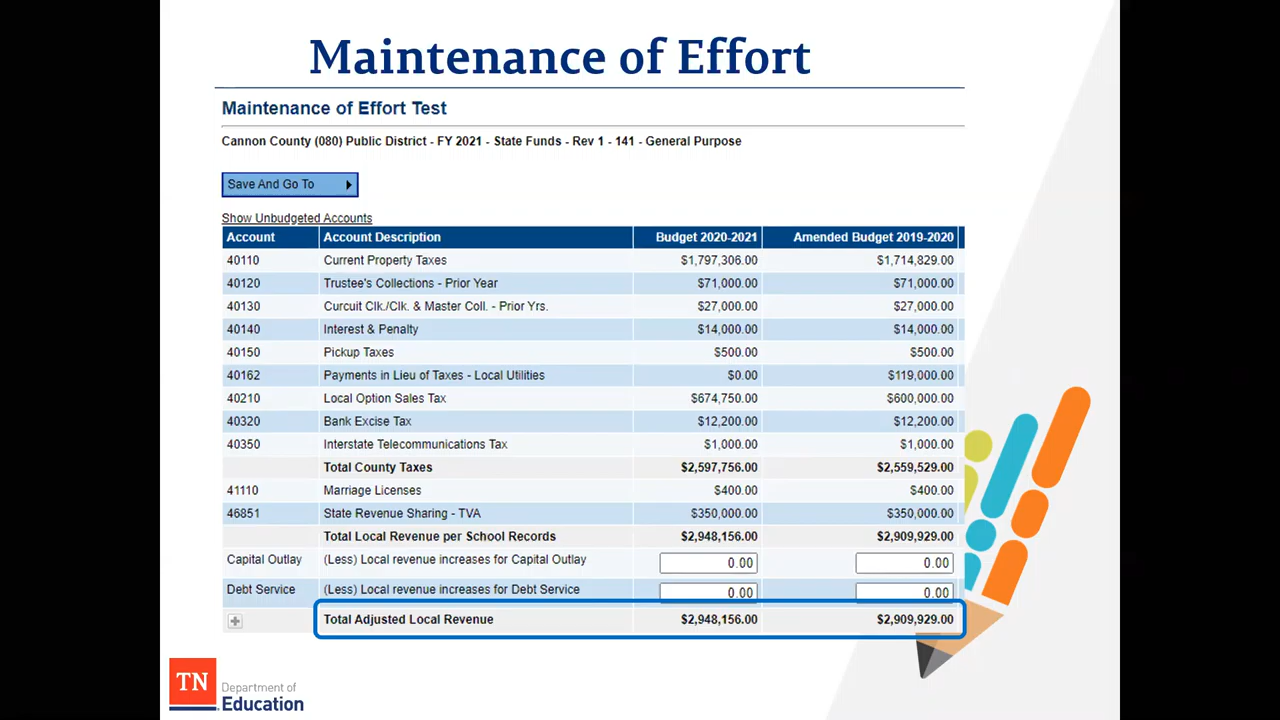 Maintenance of Effort
Maintenance of Effort Test
Cannon County (080) Public District - FY 2021 - State Funds - Rev 1 - 141 - General Purpose
Save And Go To
Show Unbudgeted Accounts
Account Account Description Budget 2020-2021 Amended Budget 2019-2020
40110 Current Property Taxes $1,797,306.00 $1,714,829.00
40120 Trustee's Collections - Prior Year $71,000.00 $71,000.00
40130 Curcuit Clk./Clk. & Master Coll. - Prior Yrs. $27,000.00 $27,000.00
40140 Interest & Penalty $14,000.00 $14,000.00
40150 Pickup Taxes $500.00 $500.00
40162 Payments in Lieu of Taxes - Local Utilities $0.00 $119,000.00
40210 Local Option Sales Tax $674,750.00 $600,000.00
40320 Bank Excise Tax $12,200.00 $12,200.00
40350 Interstate Telecommunications Tax $1,000.00 $1,000.00
Total County Taxes $2,597,756.00 $2,559,529.00
41110 Marriage Licenses $400.00 $400.00
46851 State Revenue Sharing - TVA $350,000.00 $350,000.00
Total Local Revenue per School Records $2,948,156.00 $2,909,929.00
Capital Outlay (Less) Local revenue increases for Capital Outlay 0.00 0.00
Debt Service (Less) Local revenue increases for Debt Service 0.00 0.00
Total Adjusted Local Revenue $2,948,156.00 $2,909,929.00
TN
Department of
Education